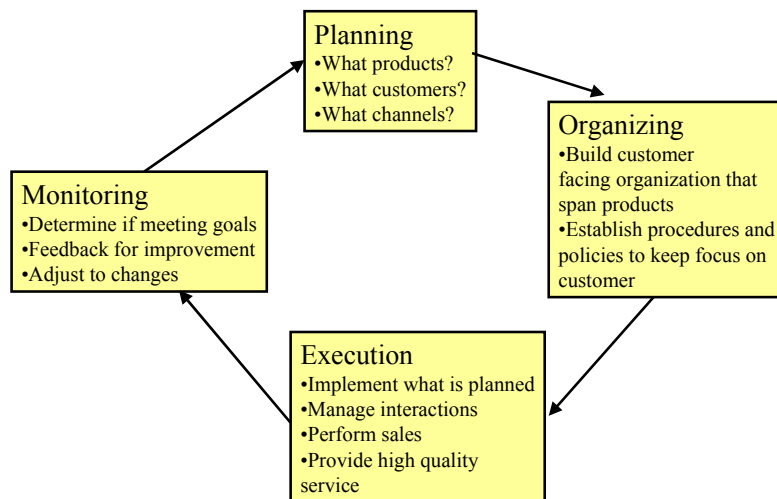 Planning
•What products?
•What customers?
•What channels?
Organizing
•Build customer
facing organization that
span products
•Establish procedures and
policies to keep focus on
customer
Execution
•Implement what is planned
•Manage interactions
•Perform sales
•Provide high quality
service
Monitoring
•Determine if meeting goals
•Feedback for improvement
•Adjust to changes